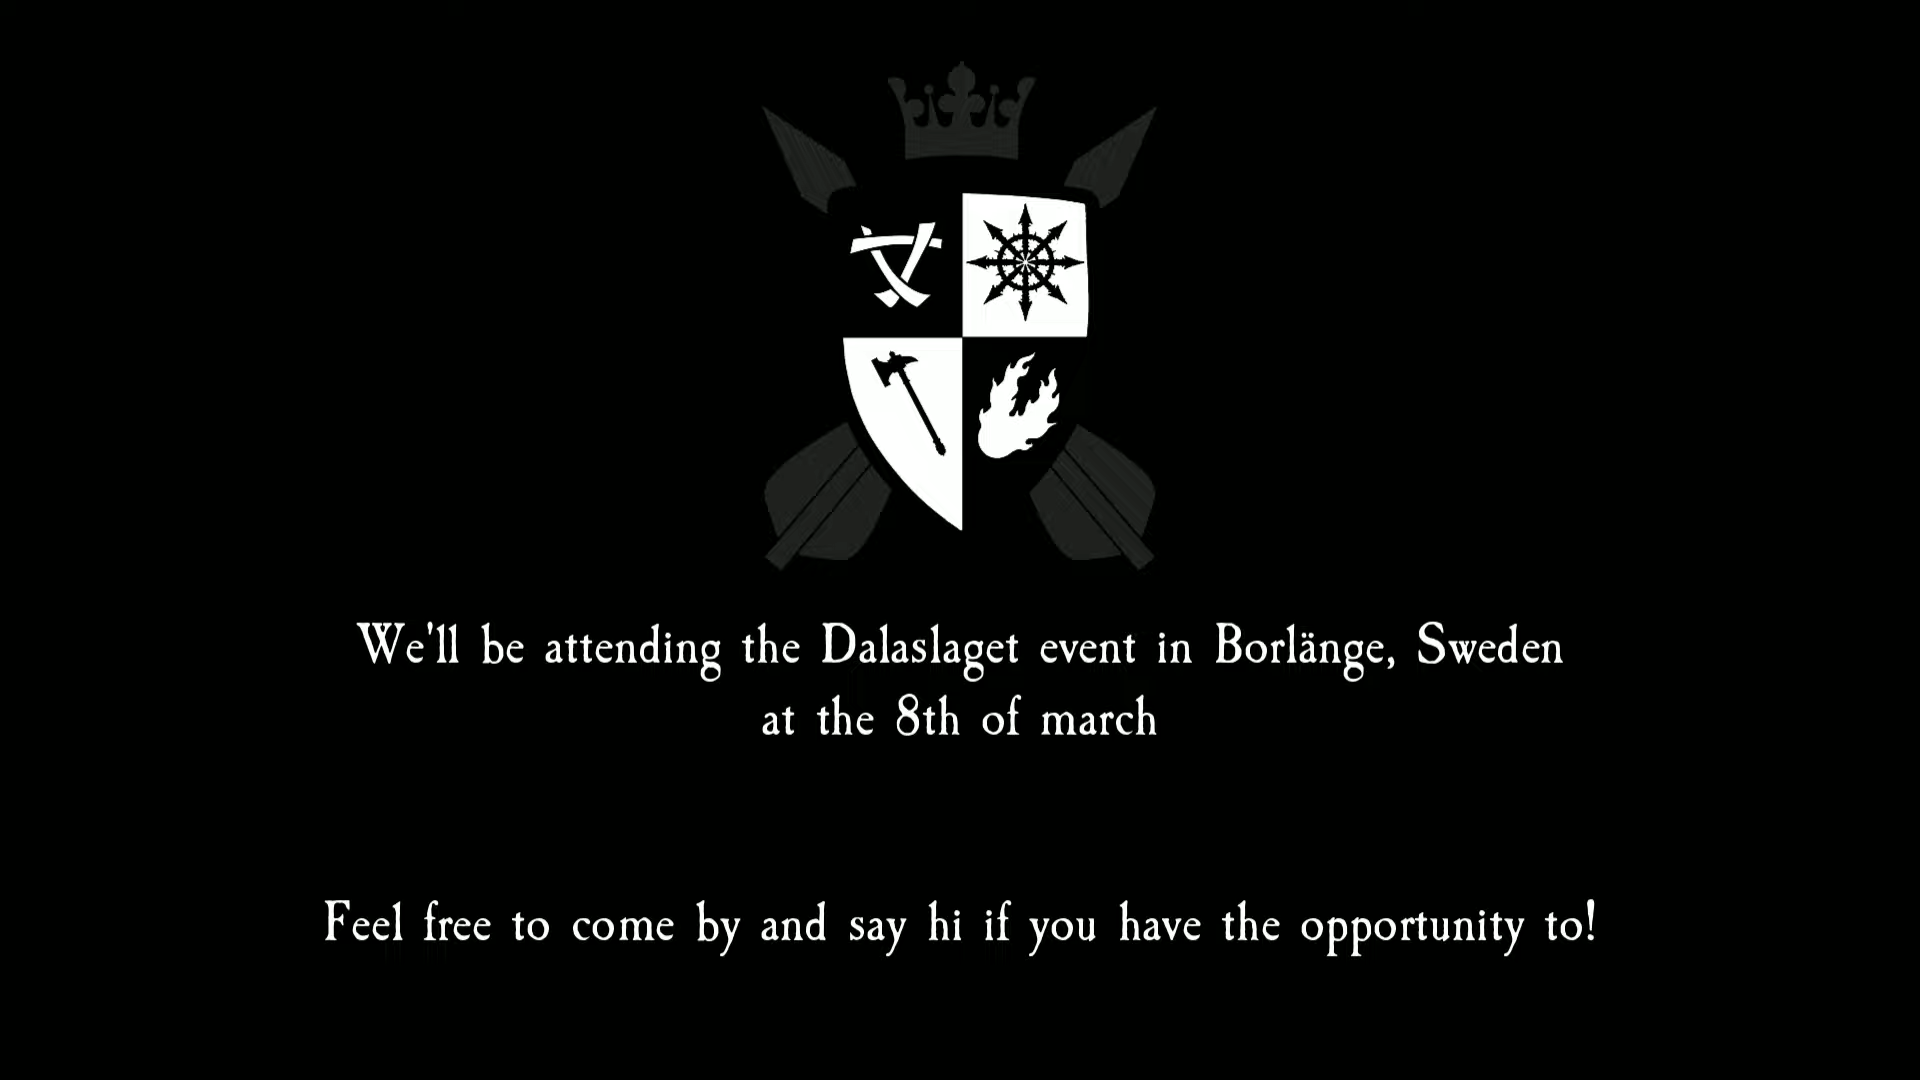 We'll be attending the Dalaslaget event in Borlänge, Sweden
at the 8th of march
Feel free to come by and say hi if you have the opportunity to!